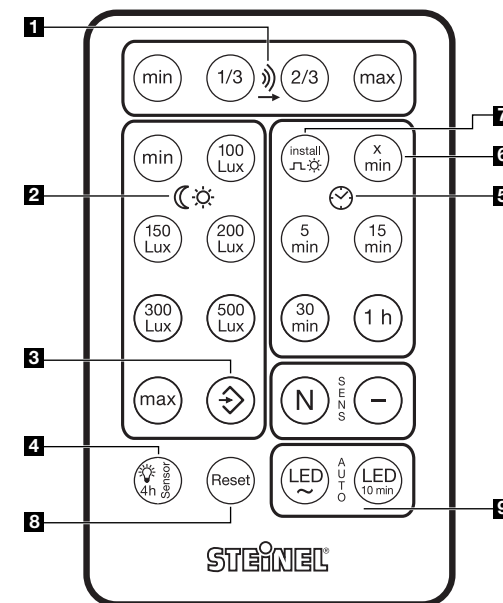 1
min 1/3 2/3 max
7
min 100 Lux install x min
6
2
5
150 Lux 200 Lux 5 min 15 min
300 Lux 500 Lux 30 min 1 h
3
max N SENS –
4
4h Sensor Reset LED ~ AUTO LED 10 min
8
9
STEINEL®